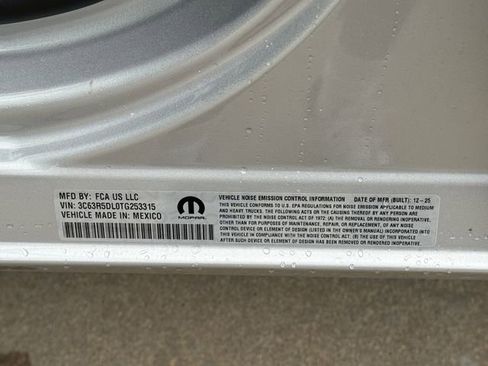 MFD BY: FCA US LLC
VIN: 3C63R5DL0TG253315
VEHICLE MADE IN: MEXICO
MOPAR
VEHICLE NOISE EMISSION CONTROL INFORMATION DATE OF MFR (BUILT): 12-25
THIS VEHICLE CONFORMS TO U.S. EPA REGULATIONS FOR NOISE EMISSION APPLICABLE TO MEDIUM
AND HEAVY TRUCKS. THE FOLLOWING ACTS OR THE CAUSING THEREOF BY ANY PERSON
ARE PROHIBITED BY THE NOISE CONTROL ACT OF 1972: (A) THE REMOVAL OR RENDERING INOPERATIVE,
OTHER THAN FOR PURPOSES OF MAINTENANCE, REPAIR, OR REPLACEMENT, OF ANY NOISE
CONTROL DEVICE OR ELEMENT OF DESIGN (LISTED IN THE OWNER'S MANUAL) INCORPORATED INTO
THIS VEHICLE IN COMPLIANCE WITH THE NOISE CONTROL ACT; (B) THE USE OF THIS VEHICLE
AFTER SUCH DEVICE OR ELEMENT OF DESIGN HAS BEEN REMOVED OR RENDERED INOPERATIVE.